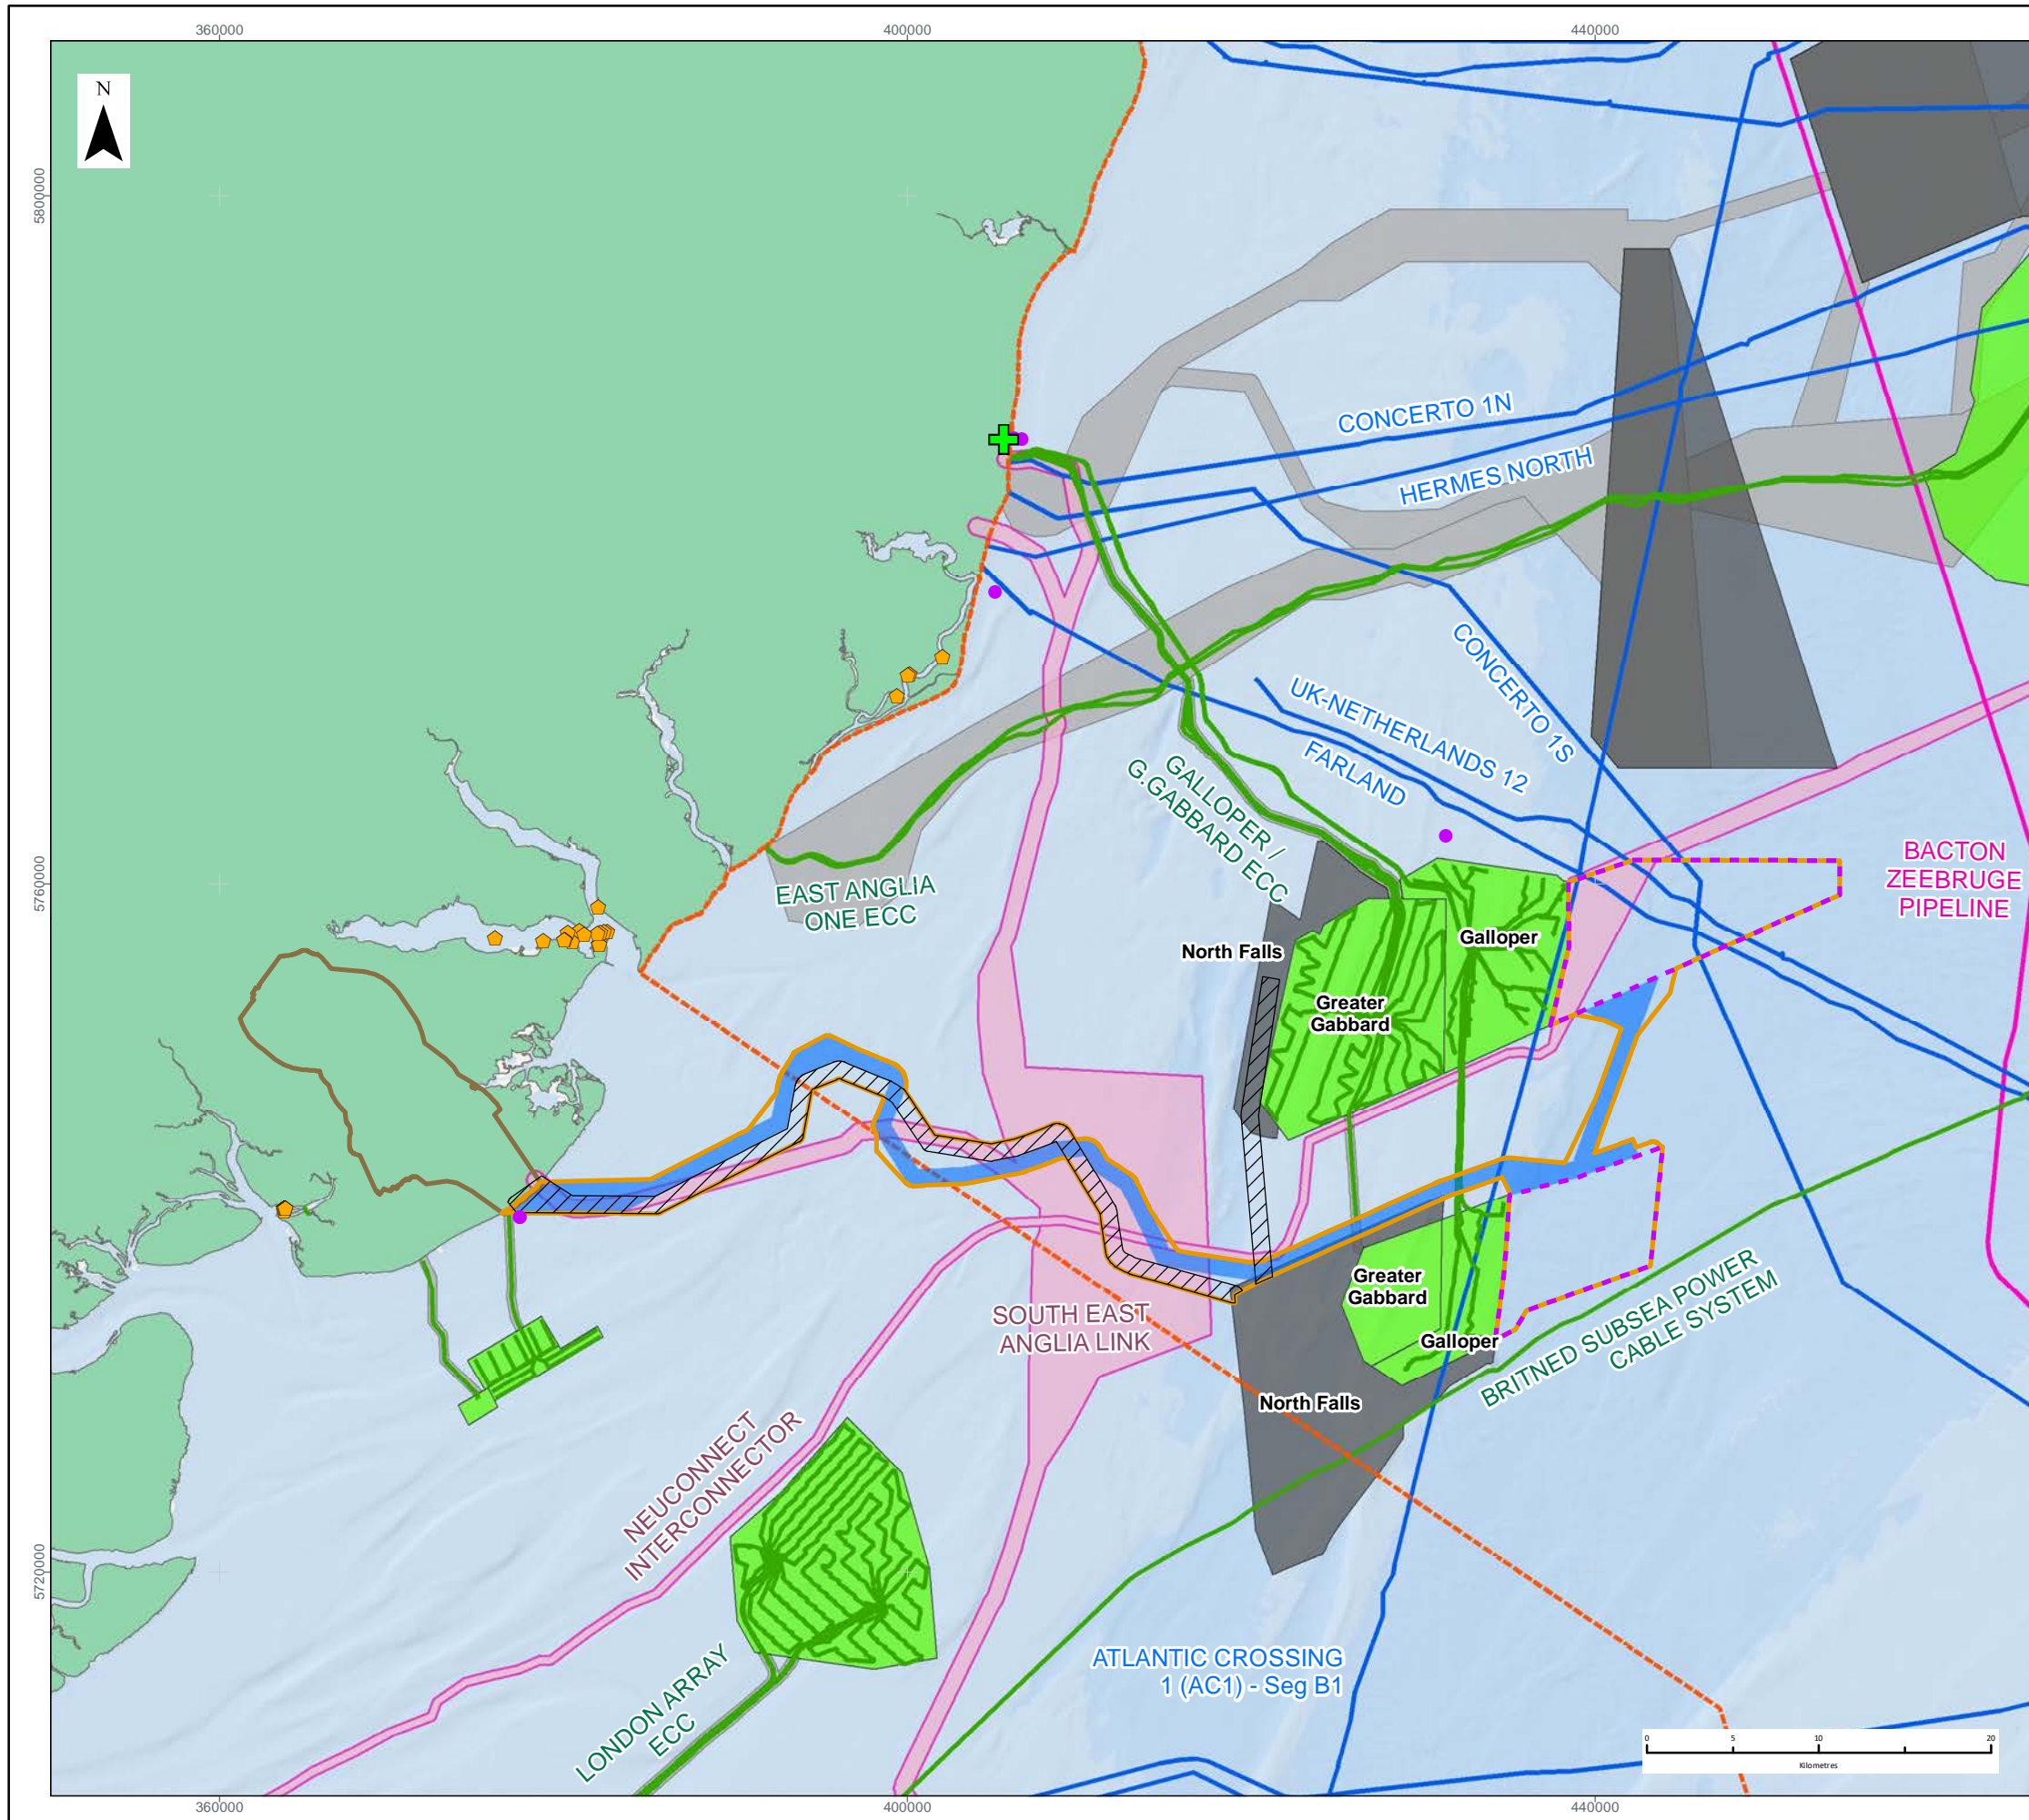 360000
400000
440000
N
5800000
CONCERTO 1N
HERMES NORTH
CONCERTO 1S
UK-NETHERLANDS 12
FARLAND
GALLOPER /
G.GABBARD ECC
BACTON
ZEEBRUGE
PIPELINE
5760000
EAST ANGLIA
ONE ECC
North Falls
Galloper
Greater
Gabbard
Greater
Gabbard
SOUTH EAST
ANGLIA LINK
Galloper
BRITNED SUBSEA POWER
CABLE SYSTEM
North Falls
NEUCONNECT
INTERCONNECTOR
5720000
ATLANTIC CROSSING
1 (AC1) - Seg B1
LONDON ARRAY
ECC
0
5
10
20
Kilometres
360000
400000
440000